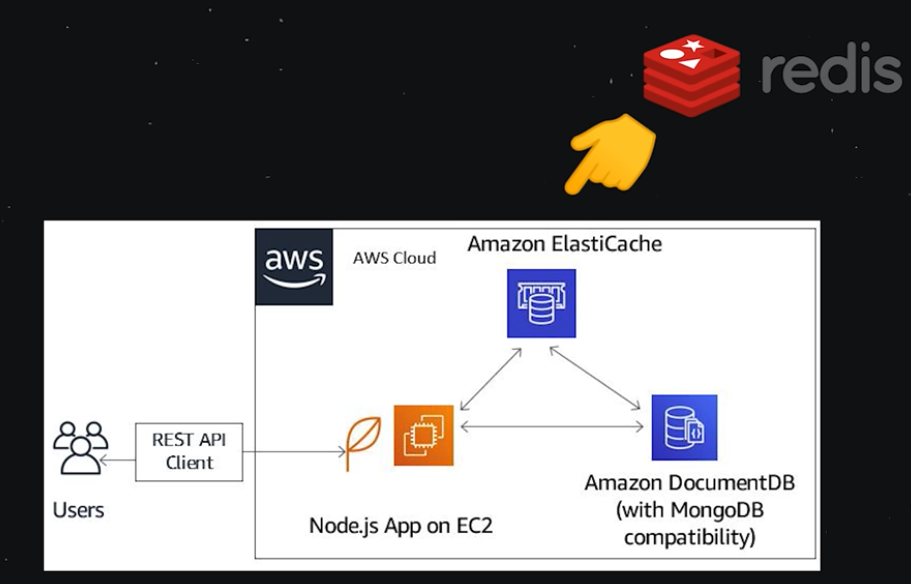 redis
aws
AWS Cloud
Amazon ElastiCache
REST API
Client
Users
Node.js App on EC2
Amazon DocumentDB
(with MongoDB
compatibility)